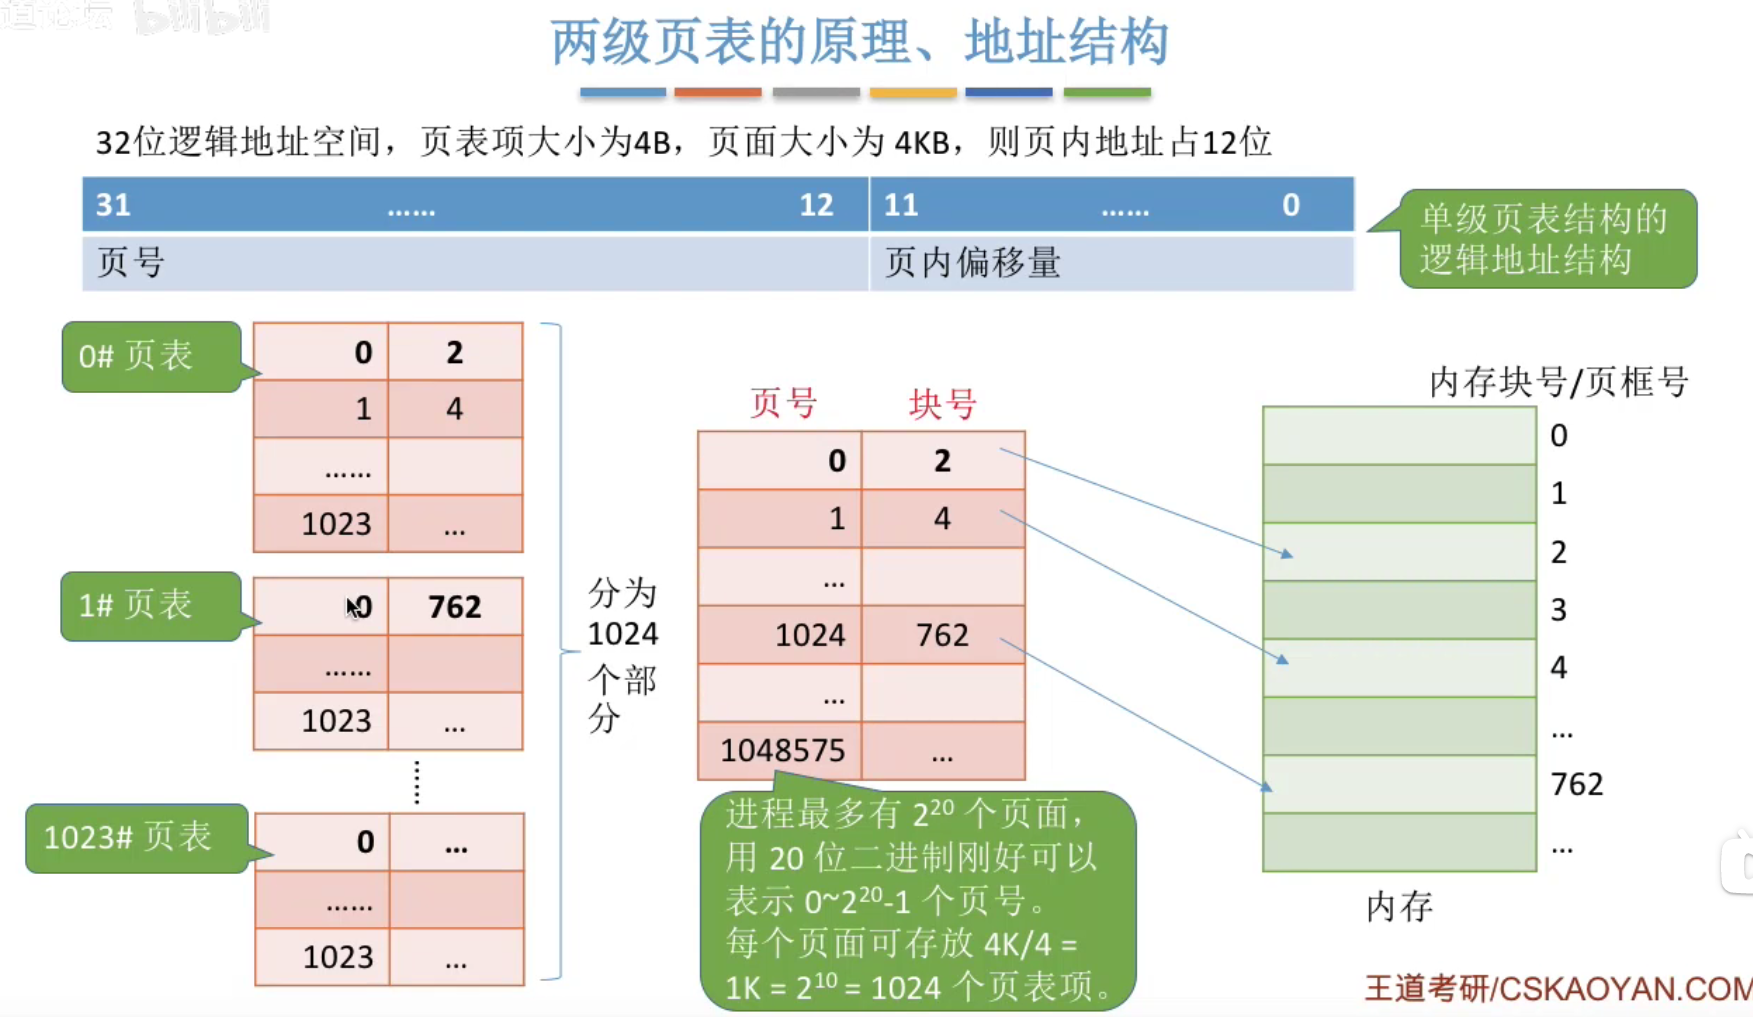 bilibili
两级页表的原理、地址结构
32位逻辑地址空间，页表项大小为4B，页面大小为 4KB，则页内地址占12位
31 …… 12 11 …… 0
页号 页内偏移量
单级页表结构的
逻辑地址结构
0# 页表
0 2
1 4
……
1023 …
1# 页表
0 762
……
1023 …
1023# 页表
0 …
……
1023 …
分为
1024
个部
分
页号 块号
0 2
1 4
…
1024 762
…
1048575 …
进程最多有 2²⁰ 个页面，
用 20 位二进制刚好可以
表示 0~2²⁰-1 个页号。
每个页面可存放 4K/4 =
1K = 2¹⁰ = 1024 个页表项。
内存块号/页框号
0
1
2
3
4
…
762
…
内存
王道考研/CSKAOYAN.COM